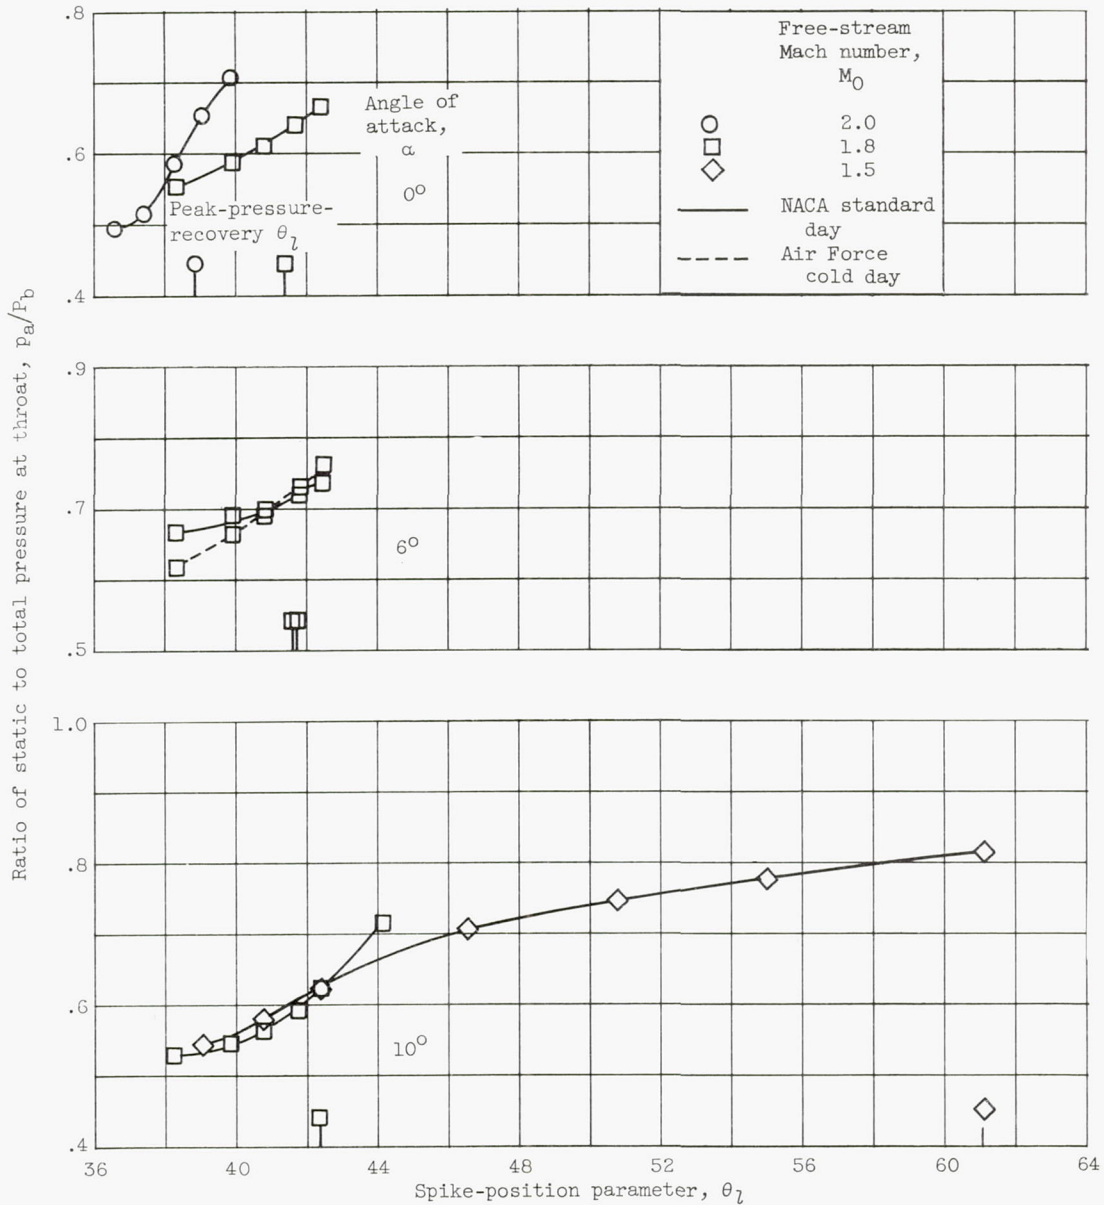 .8
.6
.4
Angle of
attack,
α
0°
Peak-pressure-
recovery θl
Free-stream
Mach number,
M0
2.0
1.8
1.5
NACA standard
day
Air Force
cold day
Ratio of static to total pressure at throat, pa/Pb
.9
.7
.5
6°
1.0
.8
.6
.4
10°
36 40 44 48 52 56 60 64
Spike-position parameter, θl